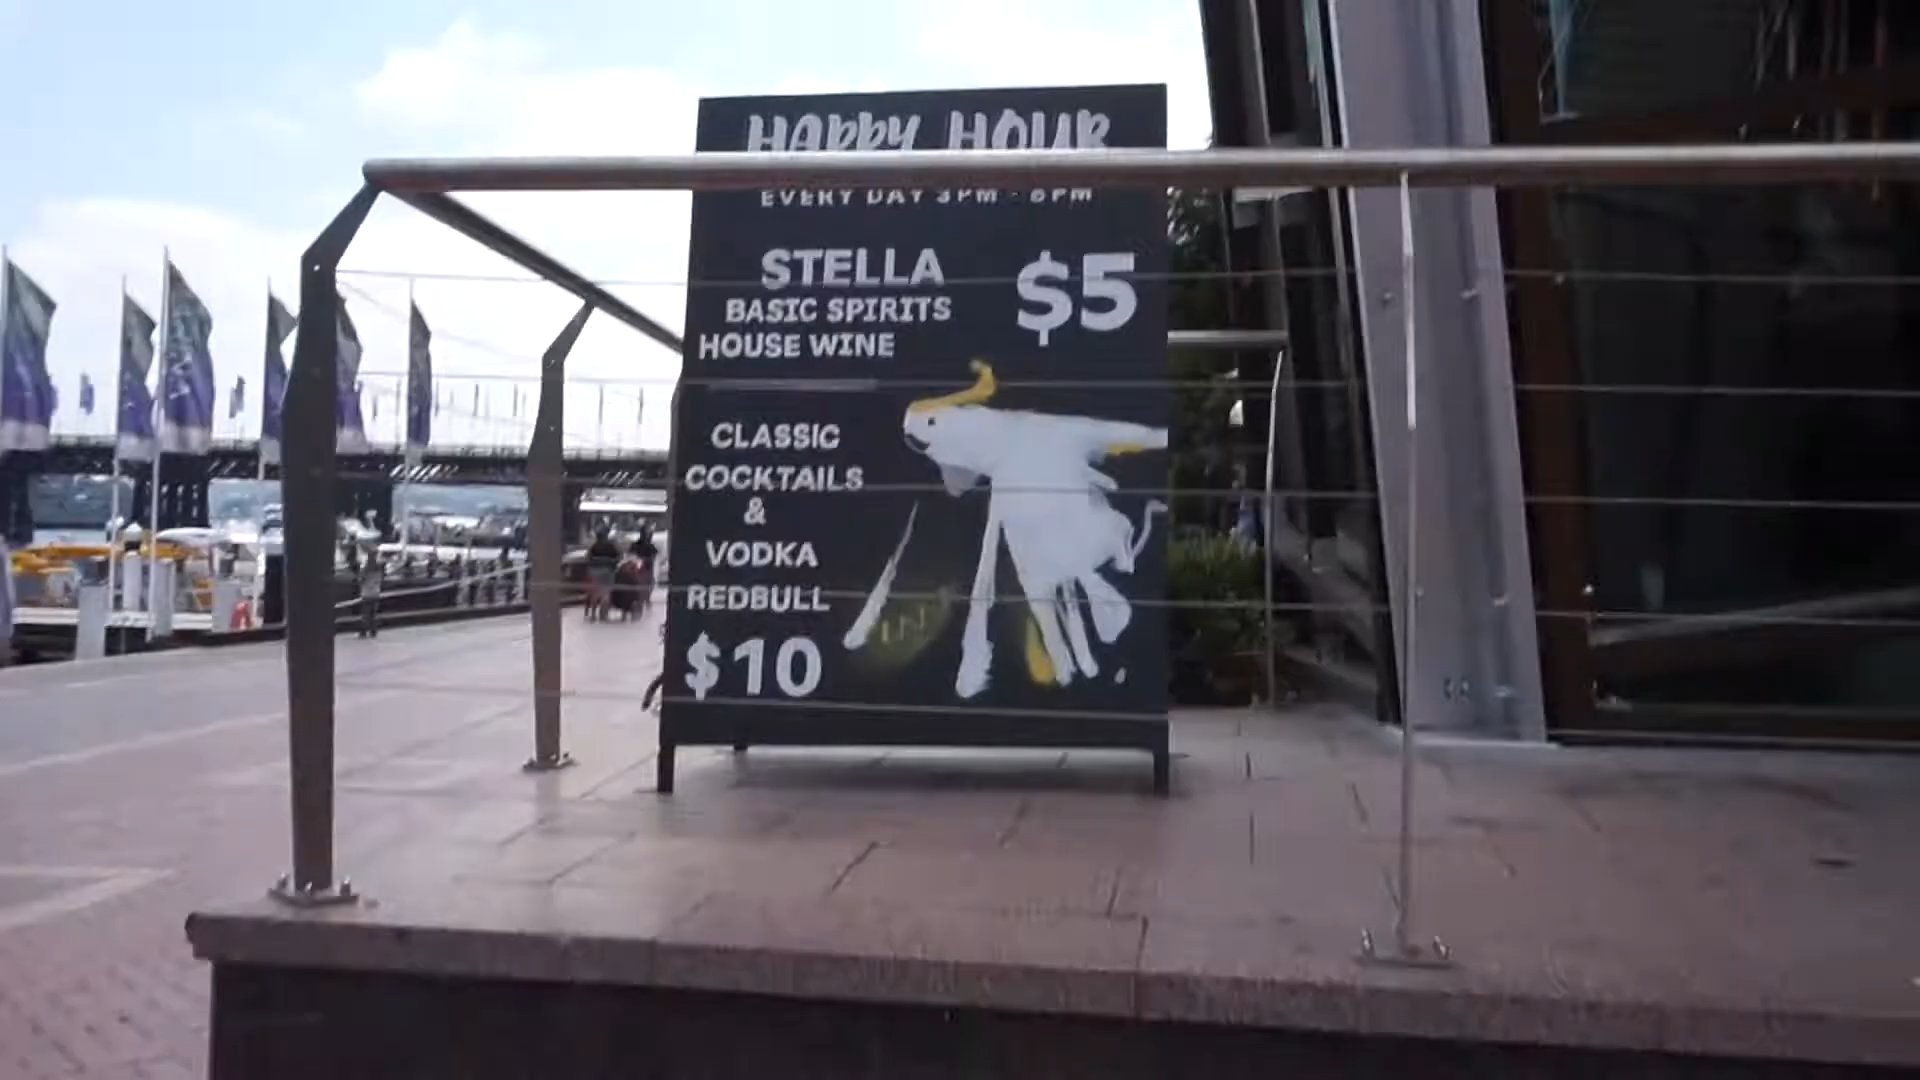 HAPPY HOUR
EVERY DAY 3PM - 6PM
STELLA
$5
BASIC SPIRITS
HOUSE WINE
CLASSIC
COCKTAILS
&
VODKA
REDBULL
$10